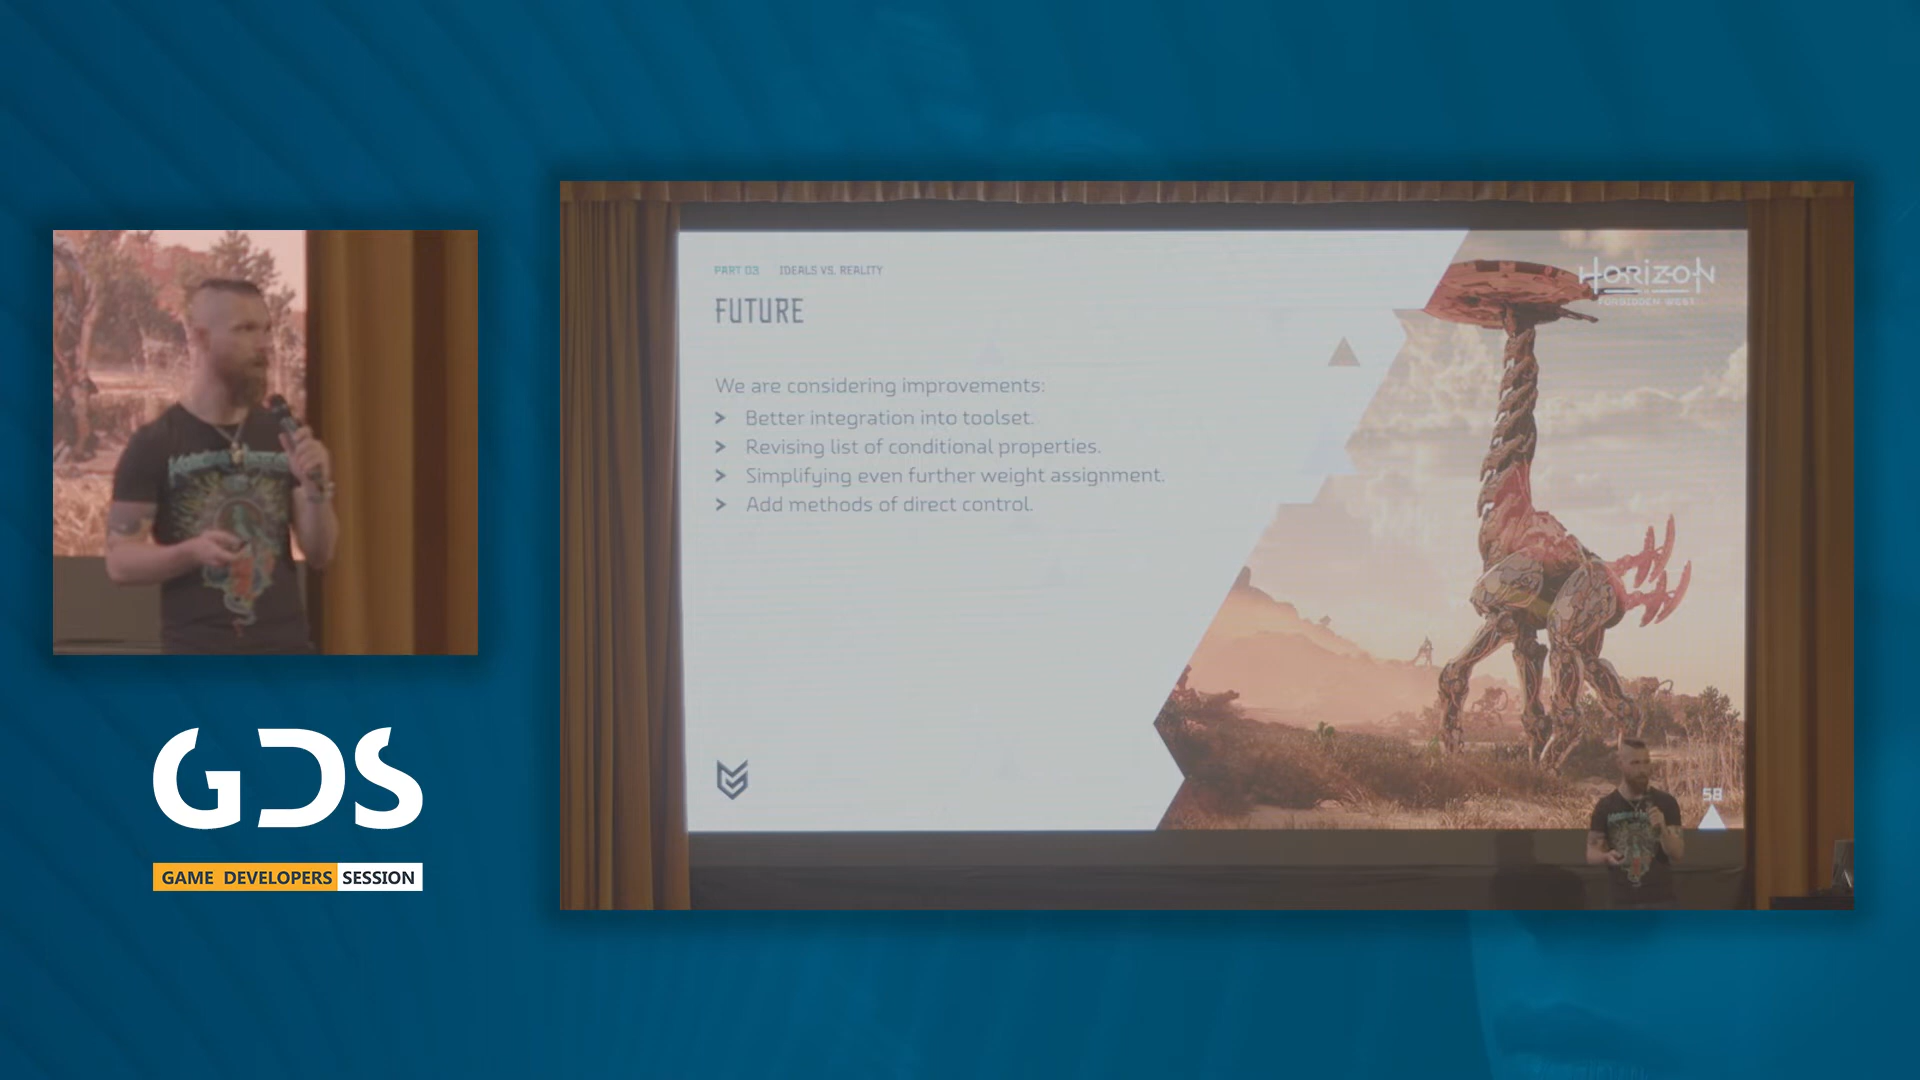 PART 03 IDEALS VS. REALITY
FUTURE
HORIZON
FORBIDDEN WEST
We are considering improvements:
> Better integration into toolset.
> Revising list of conditional properties.
> Simplifying even further weight assignment.
> Add methods of direct control.
58
GDS
GAME DEVELOPERS SESSION